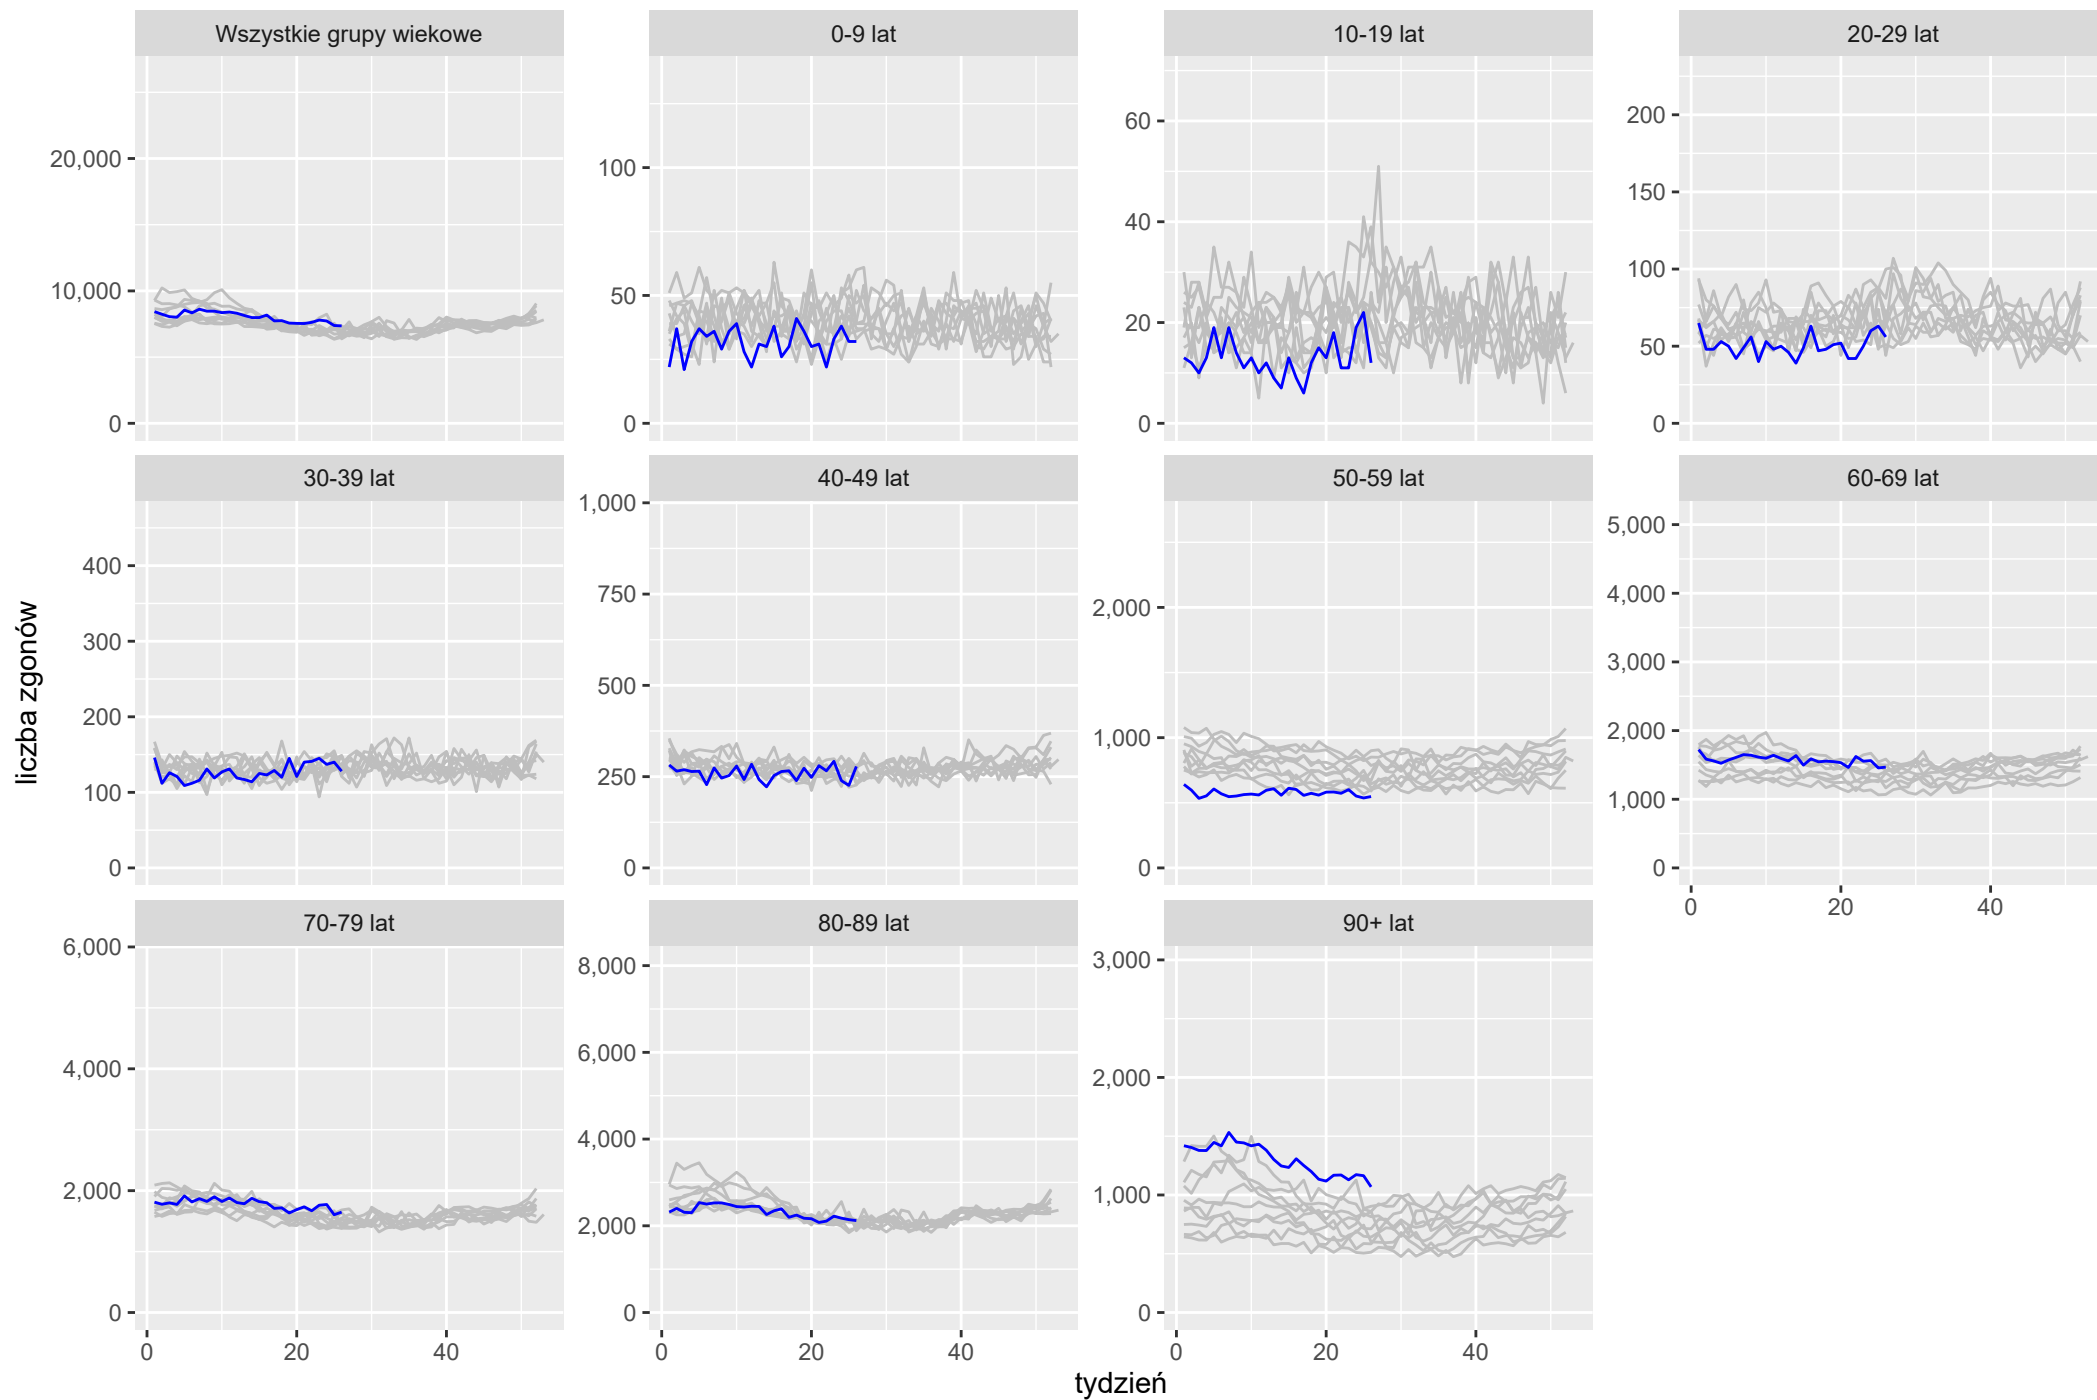 Wszystkie grupy wiekowe
0-9 lat
10-19 lat
20-29 lat
20,000
10,000
0
100
50
0
60
40
20
0
200
150
100
50
0
30-39 lat
40-49 lat
50-59 lat
60-69 lat
400
300
200
100
0
1,000
750
500
250
0
2,000
1,000
0
5,000
4,000
3,000
2,000
1,000
0
0 20 40
70-79 lat
80-89 lat
90+ lat
6,000
4,000
2,000
0
8,000
6,000
4,000
2,000
0
3,000
2,000
1,000
0
0 20 40
0 20 40
0 20 40
tydzień
liczba zgonów